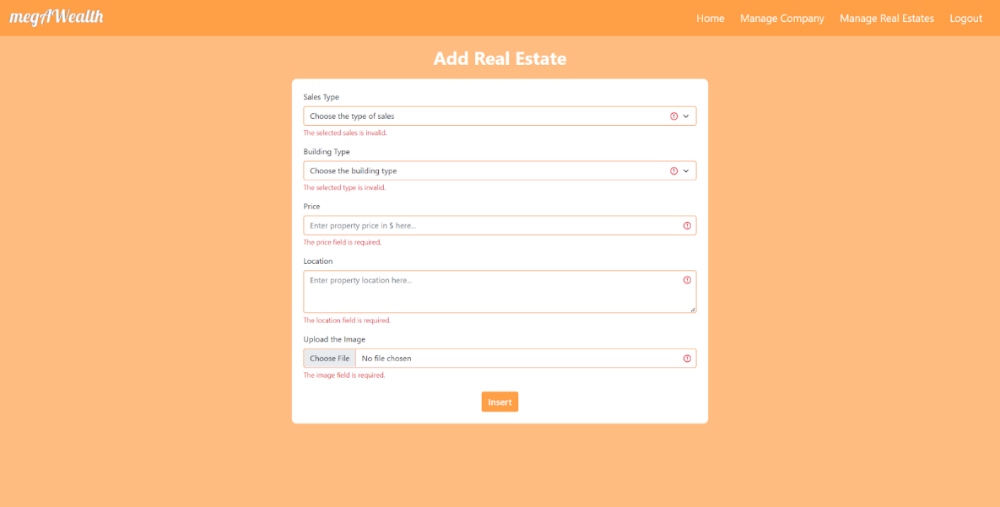 megAWealth
Home Manage Company Manage Real Estates Logout
Add Real Estate
Sales Type
Choose the type of sales
The selected sales is invalid.
Building Type
Choose the building type
The selected type is invalid.
Price
Enter property price in $ here...
The price field is required.
Location
Enter property location here...
The location field is required.
Upload the Image
Choose File No file chosen
The image field is required.
Insert